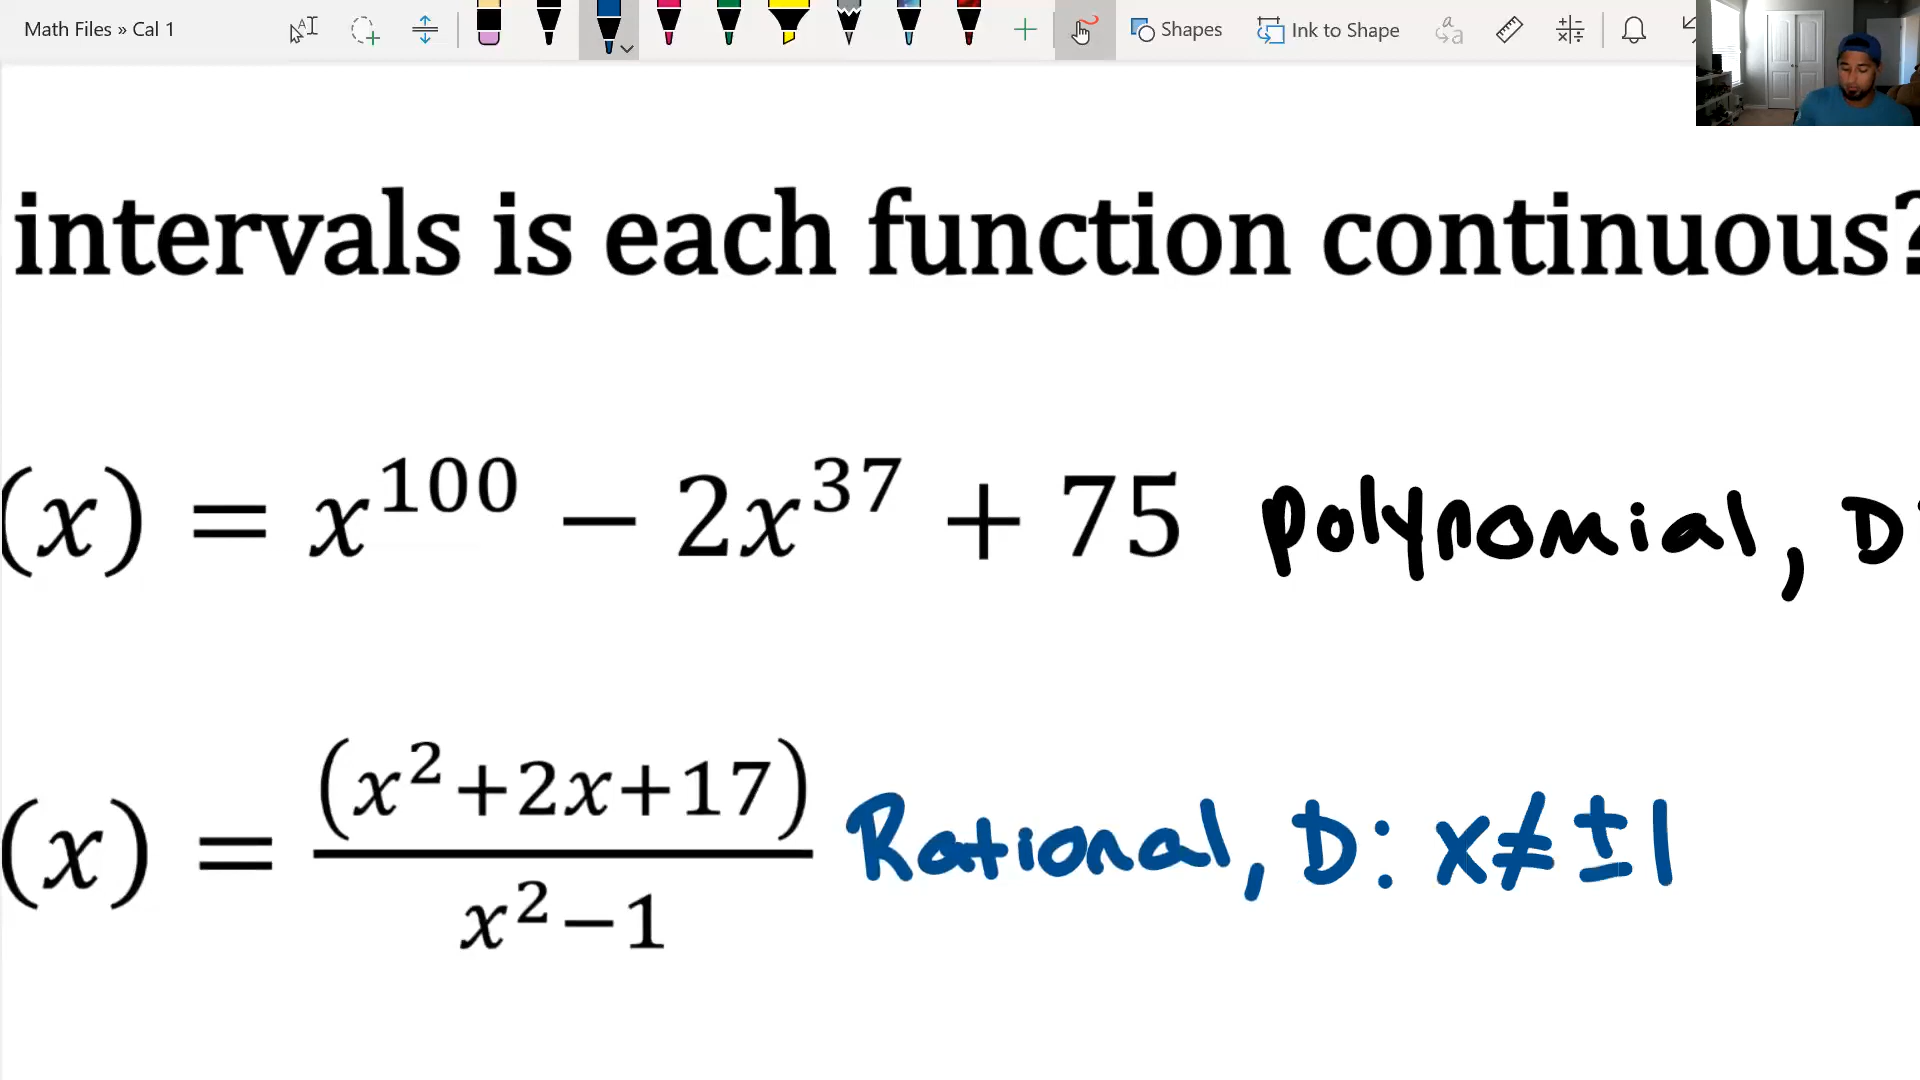 Math Files » Cal 1 Shapes Ink to Shape
intervals is each function continuous?
(x) = x^100 − 2x^37 + 75 polynomial, D:
(x) = (x^2+2x+17) / x^2−1 Rational, D: x≠±1